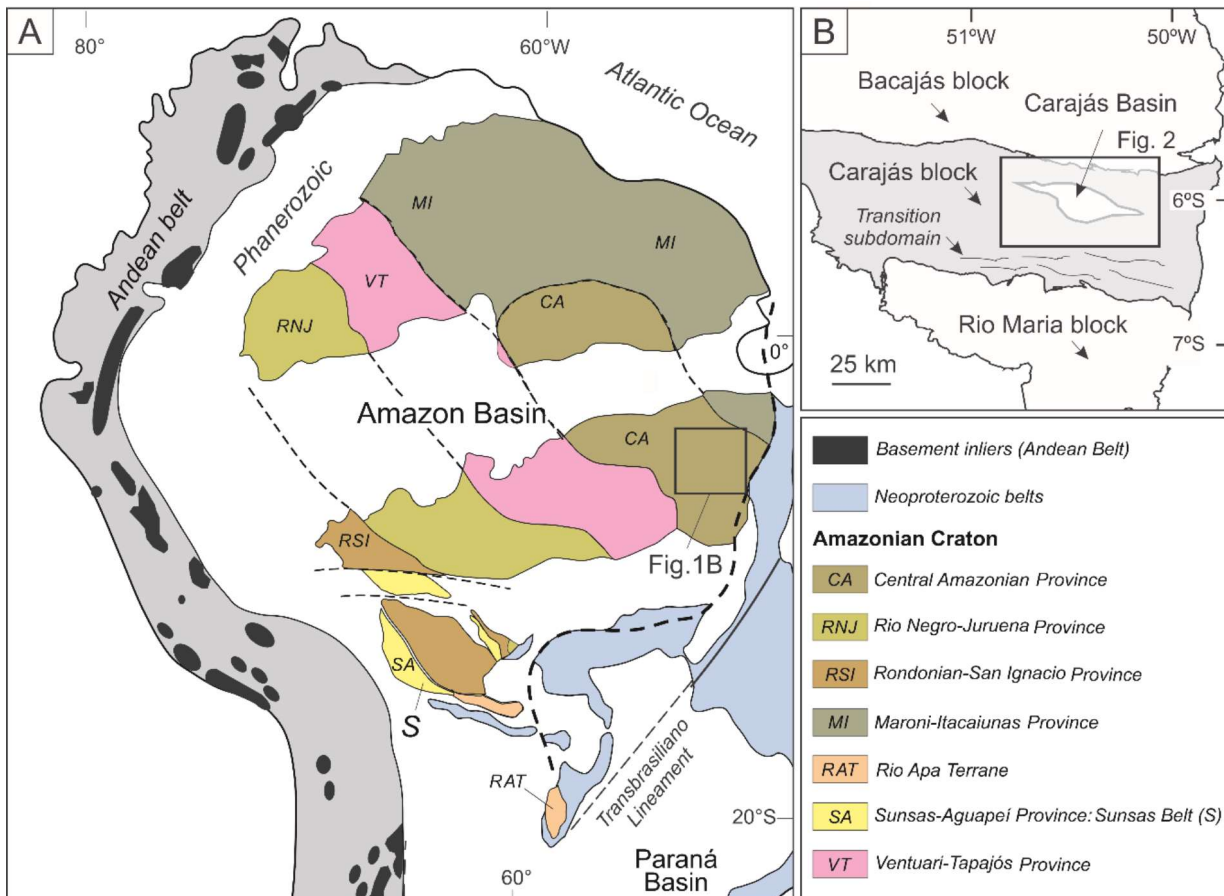 A
80°
60°W
Atlantic Ocean
Phanerozoic
Andean belt
MI
MI
VT
RNJ
CA
0°
Amazon Basin
CA
RSI
Fig.1B
SA
S
RAT
Transbrasiliano
Lineament
20°S
Paraná
Basin
60°
B
51°W
50°W
Bacajás block
Carajás Basin
Fig. 2
Carajás block
6°S
Transition
subdomain
Rio Maria block
7°S
25 km
Basement inliers (Andean Belt)
Neoproterozoic belts
Amazonian Craton
CA Central Amazonian Province
RNJ Rio Negro-Juruena Province
RSI Rondonian-San Ignacio Province
MI Maroni-Itacaiunas Province
RAT Rio Apa Terrane
SA Sunsas-Aguapeí Province: Sunsas Belt (S)
VT Ventuari-Tapajós Province